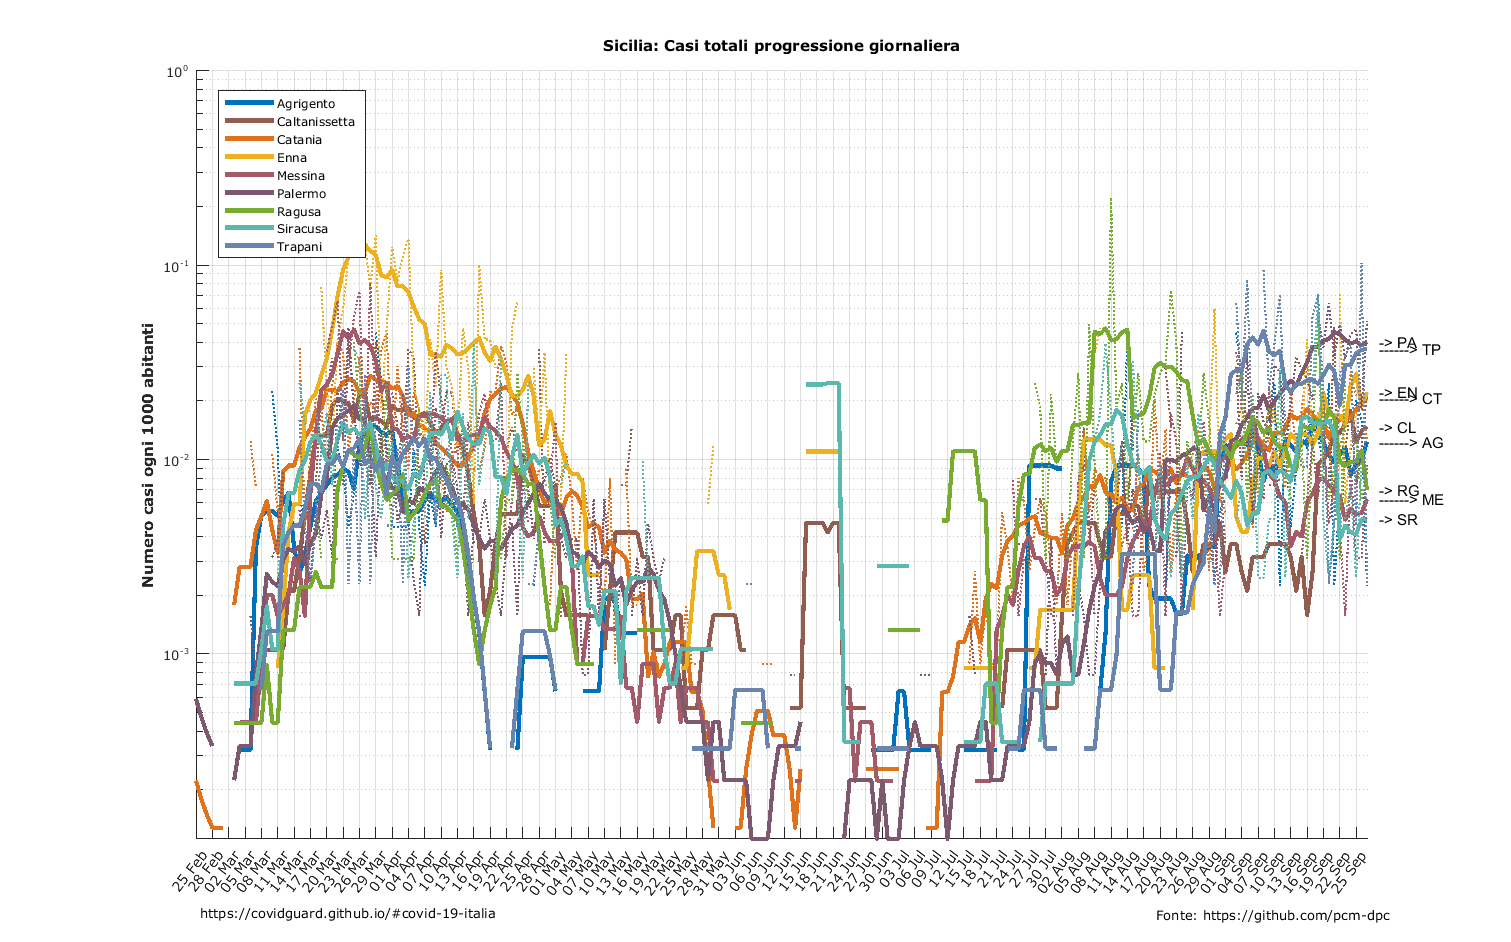 Sicilia: Casi totali progressione giornaliera
10⁰
10⁻¹
10⁻²
10⁻³
Numero casi ogni 1000 abitanti
Agrigento
Caltanissetta
Catania
Enna
Messina
Palermo
Ragusa
Siracusa
Trapani
-> PA
------> TP
-> EN
------> CT
-> CL
------> AG
-> RG
------> ME
-> SR
25 Feb
28 Feb
02 Mar
05 Mar
08 Mar
11 Mar
14 Mar
17 Mar
20 Mar
23 Mar
26 Mar
29 Mar
01 Apr
04 Apr
07 Apr
10 Apr
13 Apr
16 Apr
19 Apr
22 Apr
25 Apr
28 Apr
01 May
04 May
07 May
10 May
13 May
16 May
19 May
22 May
25 May
28 May
31 May
03 Jun
06 Jun
09 Jun
12 Jun
15 Jun
18 Jun
21 Jun
24 Jun
27 Jun
30 Jun
03 Jul
06 Jul
09 Jul
12 Jul
15 Jul
18 Jul
21 Jul
24 Jul
27 Jul
30 Jul
02 Aug
05 Aug
08 Aug
11 Aug
14 Aug
17 Aug
20 Aug
23 Aug
26 Aug
29 Aug
01 Sep
04 Sep
07 Sep
10 Sep
13 Sep
16 Sep
19 Sep
22 Sep
25 Sep
https://covidguard.github.io/#covid-19-italia
Fonte: https://github.com/pcm-dpc